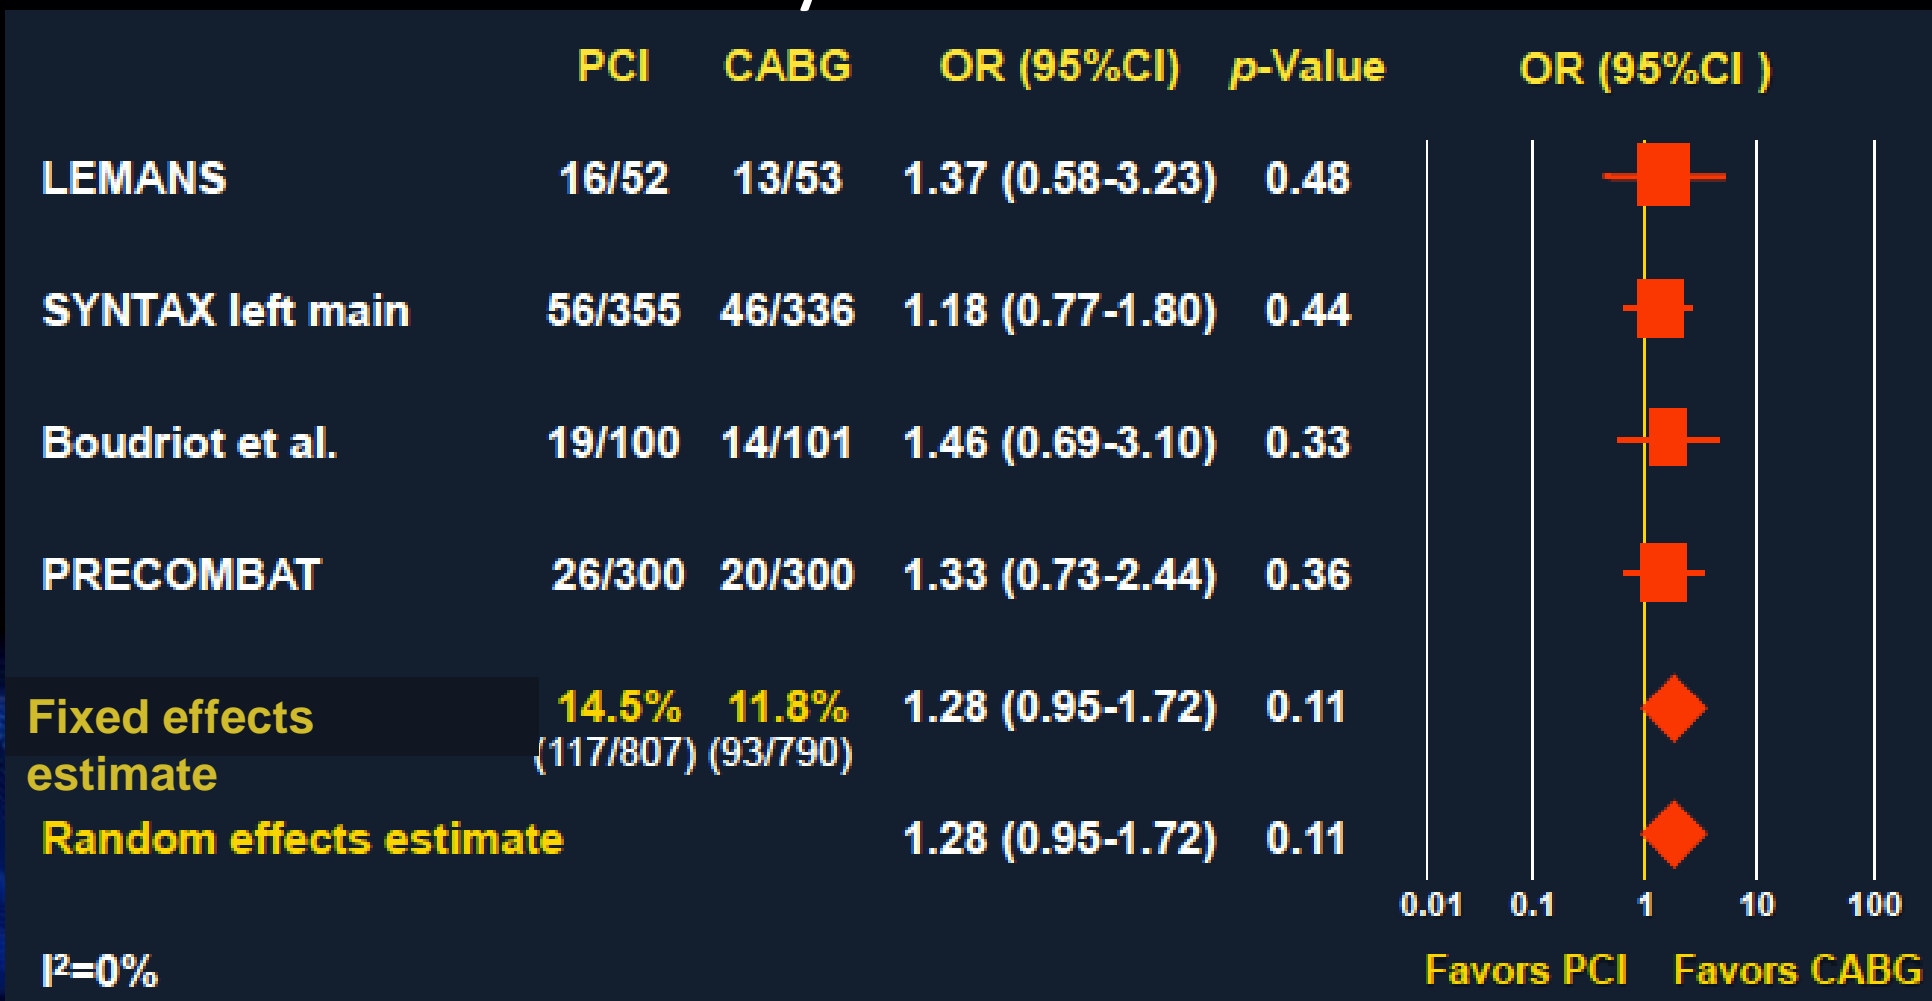 PCI CABG OR (95%CI) p-Value OR (95%CI )
LEMANS 16/52 13/53 1.37 (0.58-3.23) 0.48
SYNTAX left main 56/355 46/336 1.18 (0.77-1.80) 0.44
Boudriot et al. 19/100 14/101 1.46 (0.69-3.10) 0.33
PRECOMBAT 26/300 20/300 1.33 (0.73-2.44) 0.36
Fixed effects 14.5% 11.8% 1.28 (0.95-1.72) 0.11
estimate (117/807) (93/790)
Random effects estimate 1.28 (0.95-1.72) 0.11
0.01 0.1 1 10 100
I²=0% Favors PCI Favors CABG